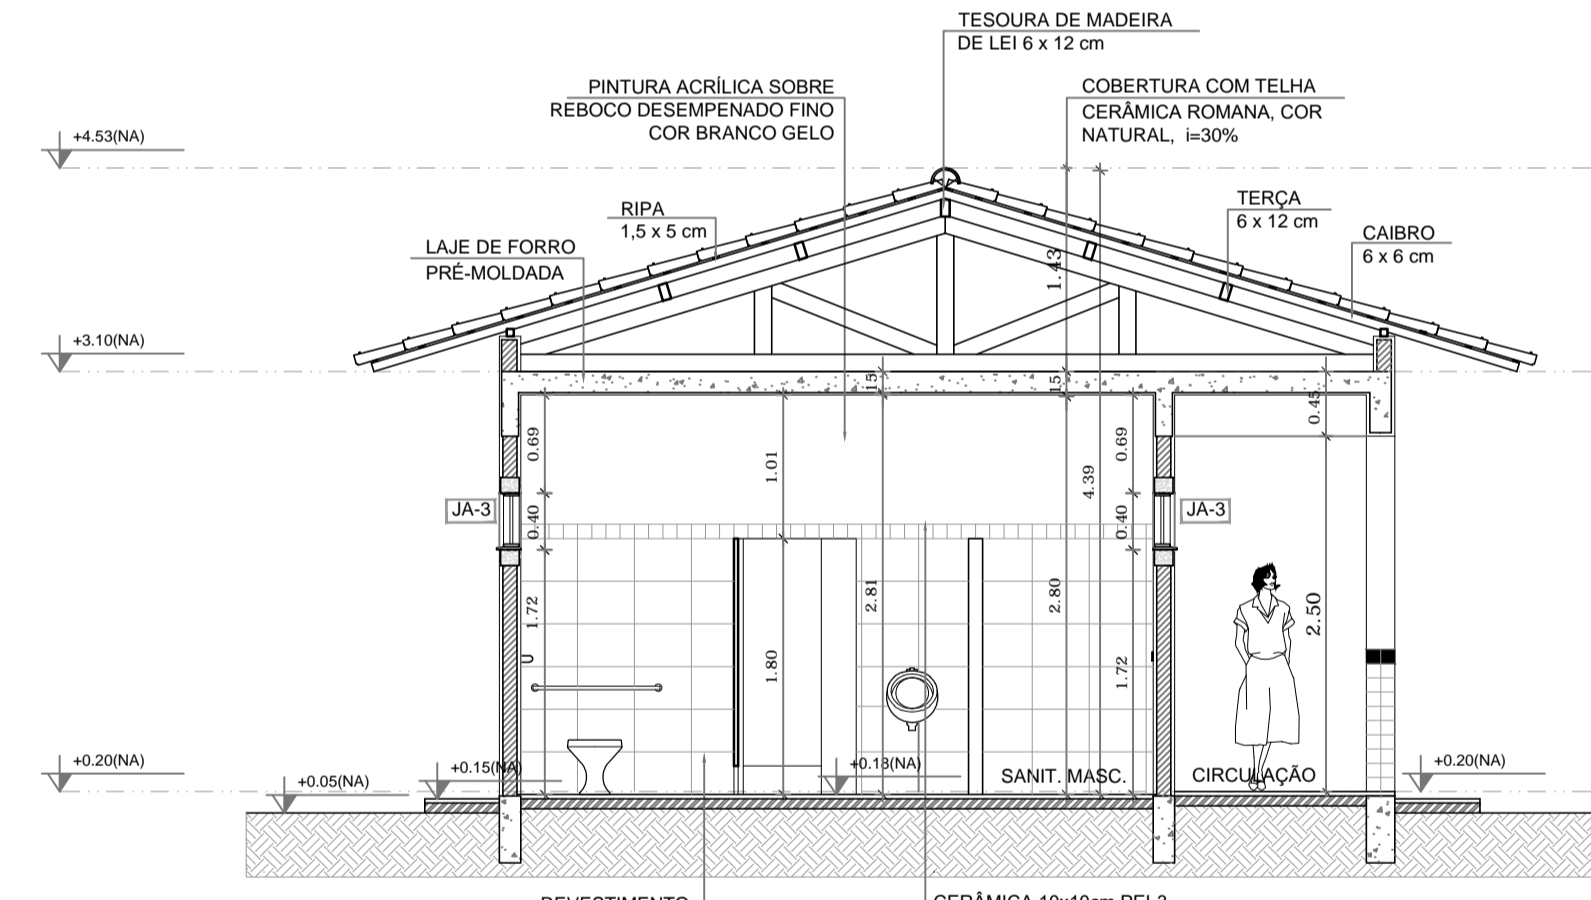 TESOURA DE MADEIRA
DE LEI 6 x 12 cm
PINTURA ACRÍLICA SOBRE
REBOCO DESEMPENADO FINO
COR BRANCO GELO
COBERTURA COM TELHA
CERÂMICA ROMANA, COR
NATURAL, i=30%
+4.53(NA)
RIPA
1,5 x 5 cm
TERÇA
6 x 12 cm
LAJE DE FORRO
PRÉ-MOLDADA
CAIBRO
6 x 6 cm
1.43
+3.10(NA)
15
15
0.45
0.69
1.01
4.39
0.69
JA-3
0.40
0.40
JA-3
1.72
2.81
2.80
2.50
1.80
1.72
+0.20(NA)
+0.05(NA)
+0.15(NA)
+0.18(NA)
SANIT. MASC.
CIRCULAÇÃO
+0.20(NA)
REVESTIMENTO
CERÂMICA 10x10cm PEI 3